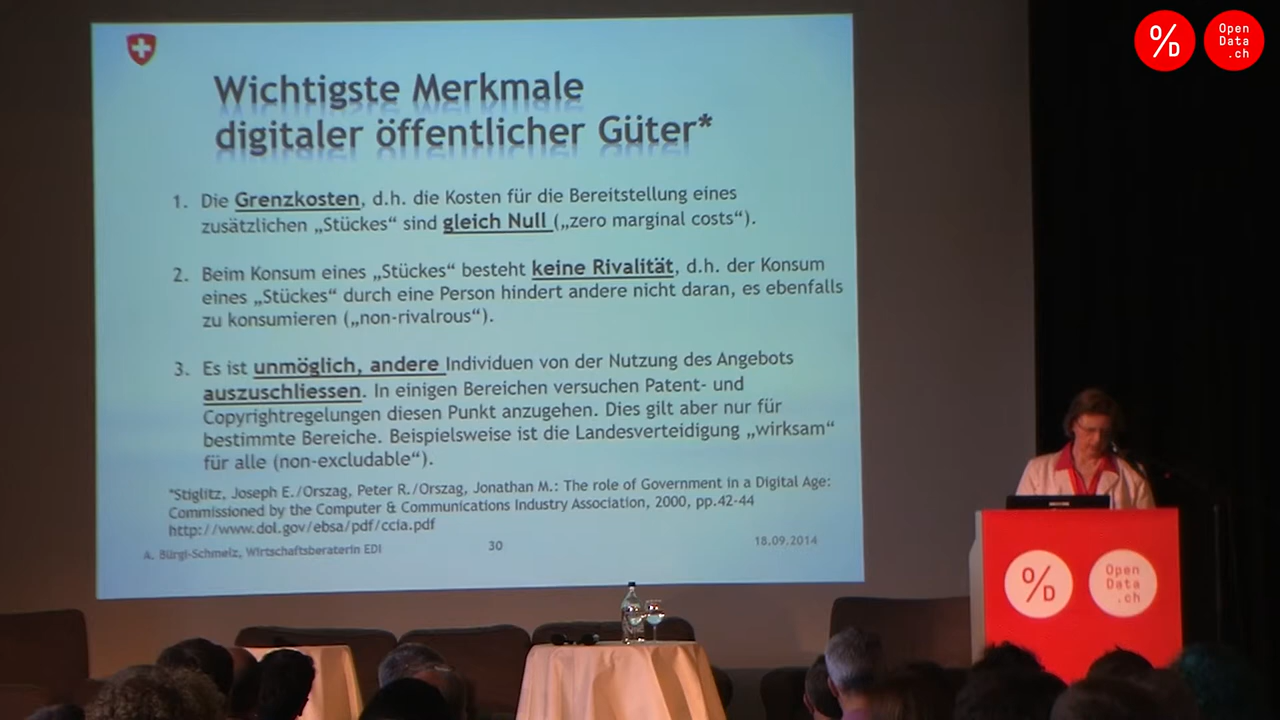 Wichtigste Merkmale
digitaler öffentlicher Güter*
1. Die Grenzkosten, d.h. die Kosten für die Bereitstellung eines
zusätzlichen „Stückes“ sind gleich Null („zero marginal costs“).
2. Beim Konsum eines „Stückes“ besteht keine Rivalität, d.h. der Konsum
eines „Stückes“ durch eine Person hindert andere nicht daran, es ebenfalls
zu konsumieren („non-rivalrous“).
3. Es ist unmöglich, andere Individuen von der Nutzung des Angebots
auszuschliessen. In einigen Bereichen versuchen Patent- und
Copyrightregelungen diesen Punkt anzugehen. Dies gilt aber nur für
bestimmte Bereiche. Beispielsweise ist die Landesverteidigung „wirksam“
für alle (non-excludable“).
*Stiglitz, Joseph E./Orszag, Peter R./Orszag, Jonathan M.: The role of Government in a Digital Age:
Commissioned by the Computer & Communications Industry Association, 2000, pp.42-44
http://www.dol.gov/ebsa/pdf/ccia.pdf
A. Bürgi-Schmelz, Wirtschaftsberaterin EDI
30
18.09.2014
%D
Open
Data
.ch
%D
Open
Data
.ch